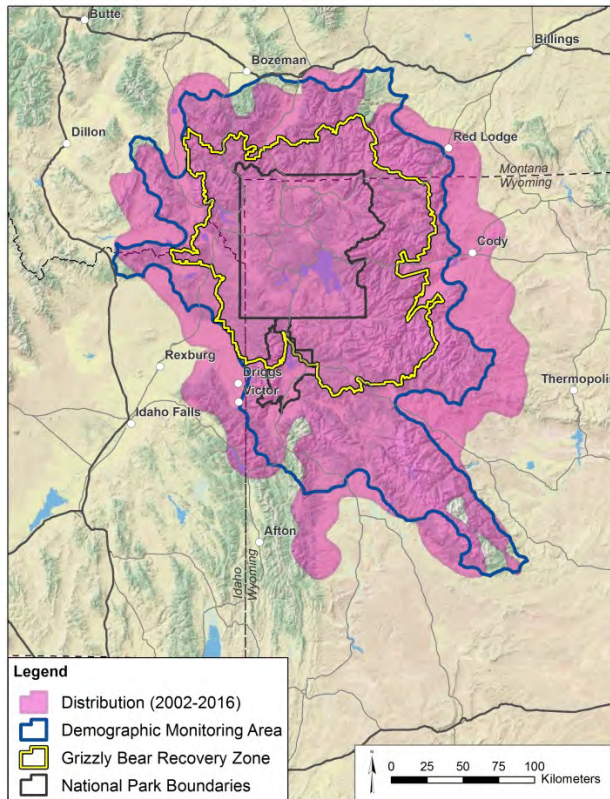 Butte
Billings
Bozeman
Dillon
Red Lodge
Montana
Wyoming
Cody
Rexburg
Driggs
Victor
Thermopolis
Idaho Falls
Afton
Idaho
Wyoming
Legend
Distribution (2002-2016)
Demographic Monitoring Area
Grizzly Bear Recovery Zone
National Park Boundaries
N
0 25 50 75 100
Kilometers